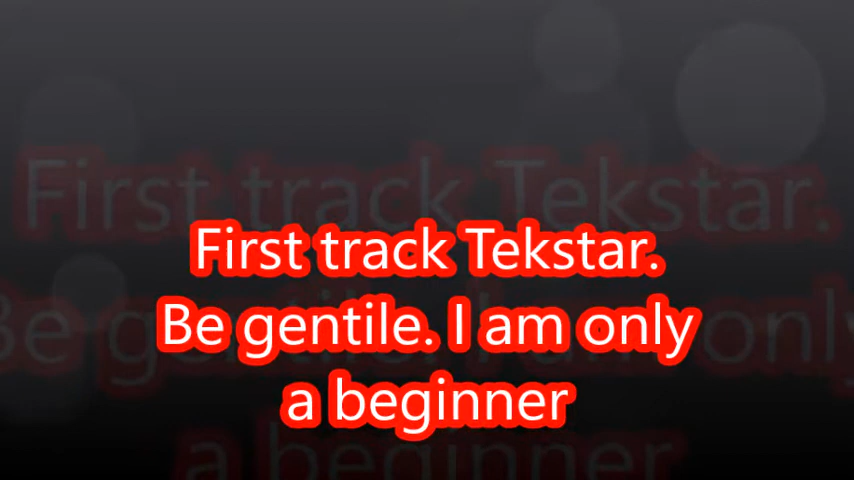 First track Tekstar.
Be gentile. I am only
a beginner